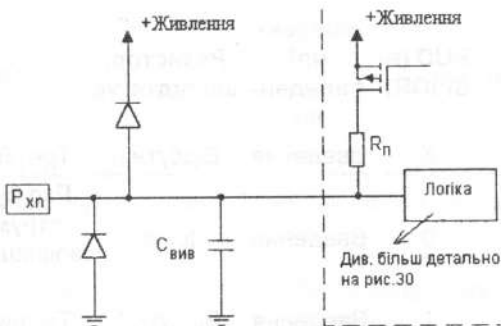 +Живлення
+Живлення
Rп
Pxn
Логіка
Cвив
Див. більш детально
на рис.30